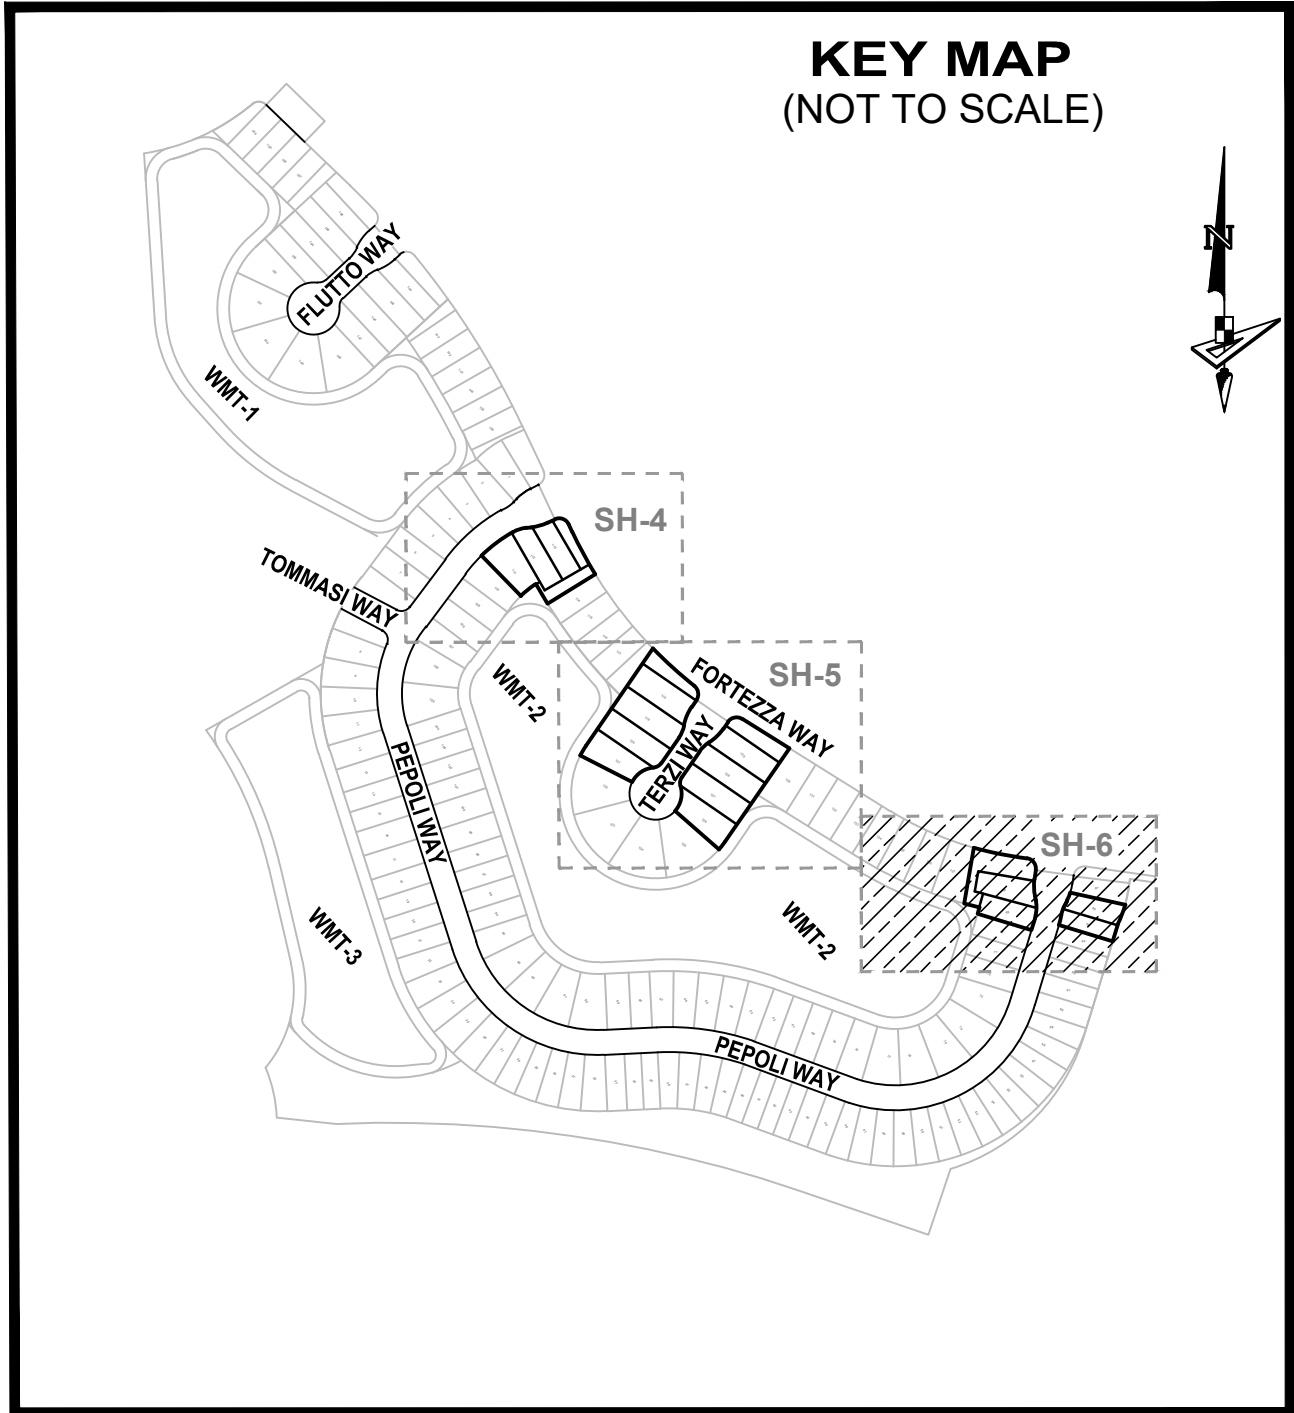 KEY MAP
(NOT TO SCALE)
N
FLUTTO WAY
WMT-1
SH-4
TOMMASI WAY
SH-5
FORTEZZA WAY
WMT-2
TERZI WAY
PEPOLI WAY
SH-6
WMT-3
WMT-2
PEPOLI WAY